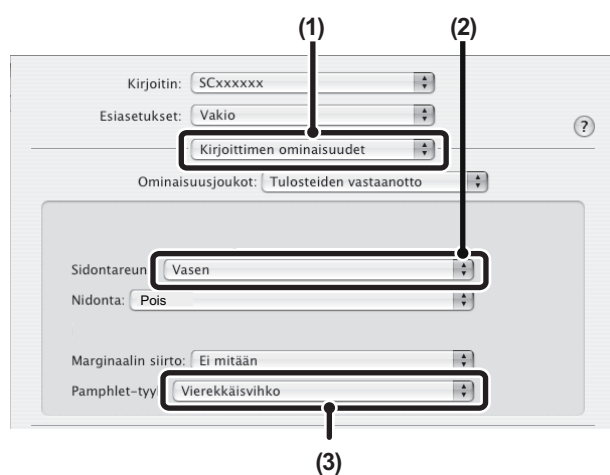 (1) (2)
Kirjoitin: SCxxxxxx
Esiasetukset: Vakio
?
Kirjoittimen ominaisuudet
Ominaisuusjoukot: Tulosteiden vastaanotto
Sidontareun Vasen
Nidonta: Pois
Marginaalin siirto: Ei mitään
Pamphlet-tyy Vierekkäisvihko
(3)